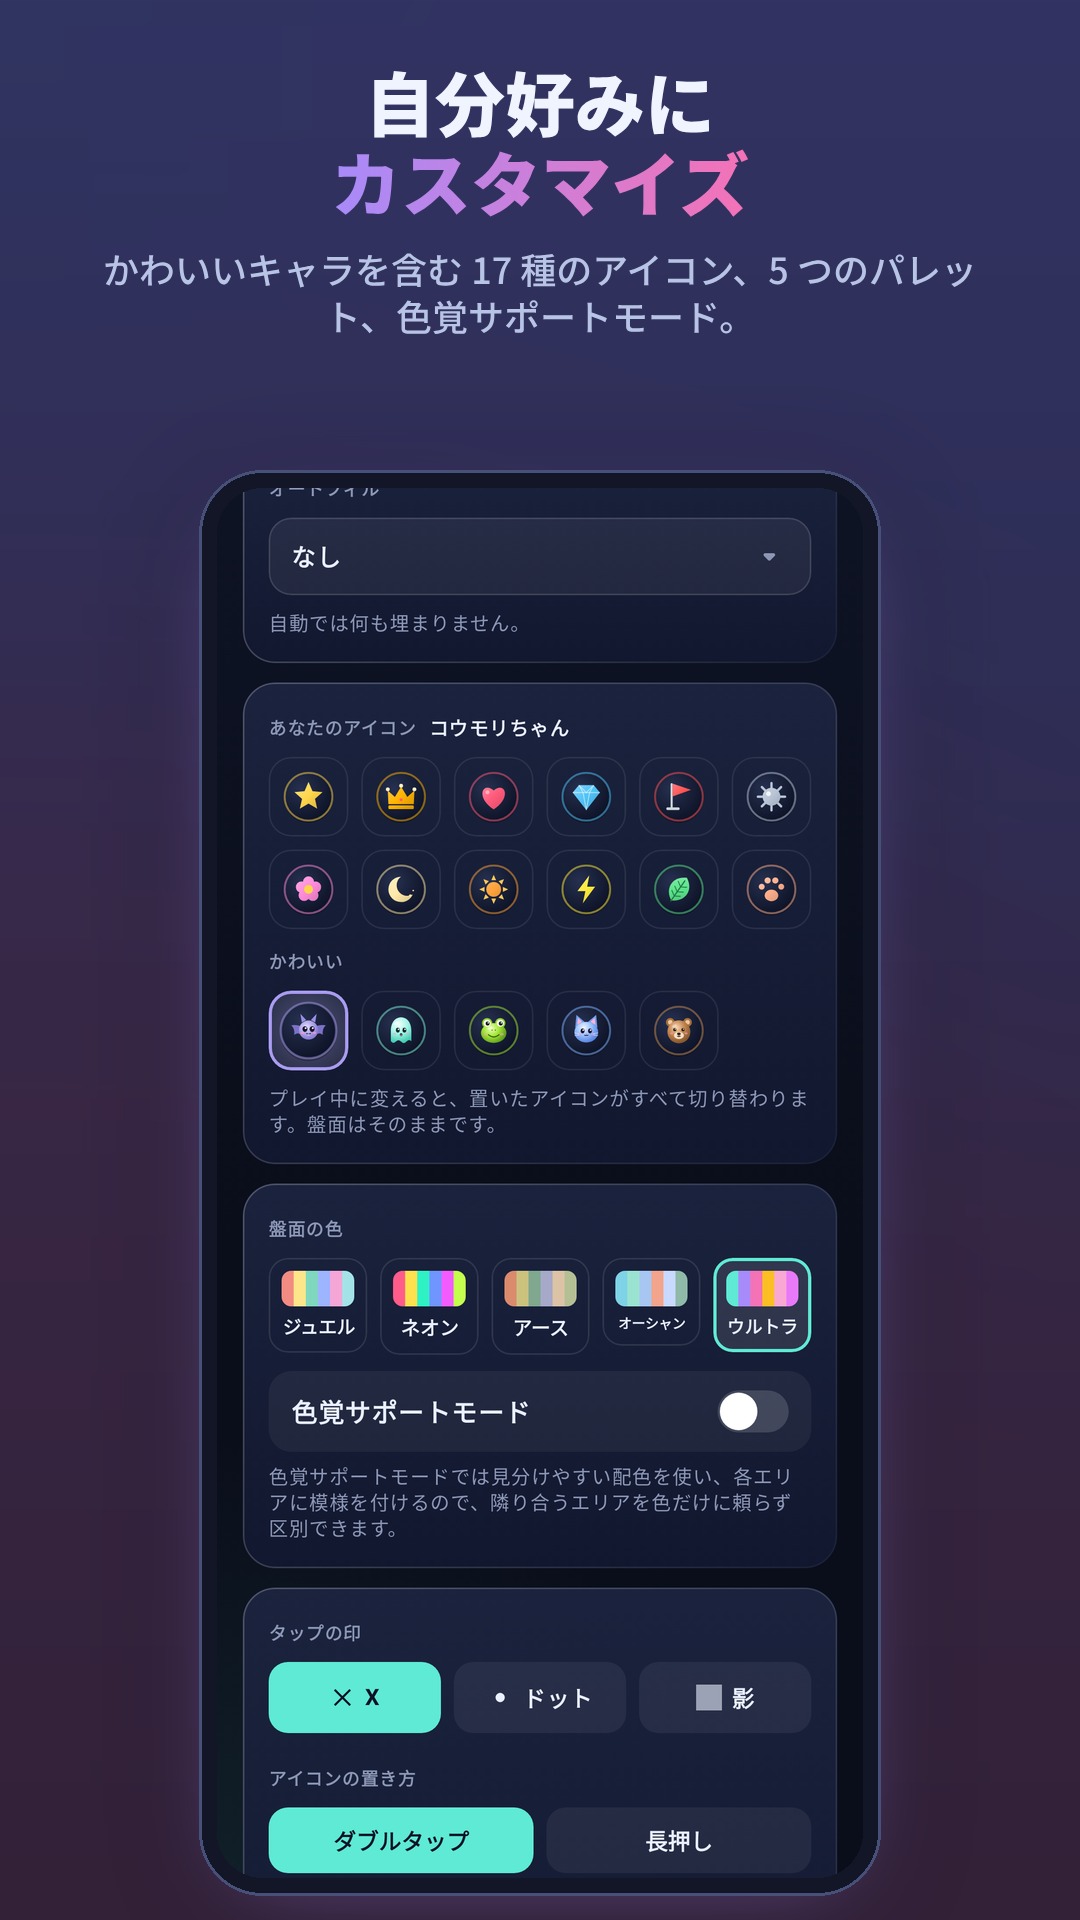 自分好みに
カスタマイズ
かわいいキャラを含む 17 種のアイコン、5 つのパレッ
ト、色覚サポートモード。
オートフィル
なし
自動では何も埋まりません。
あなたのアイコン コウモリちゃん
かわいい
プレイ中に変えると、置いたアイコンがすべて切り替わりま
す。盤面はそのままです。
盤面の色
ジュエル ネオン アース オーシャン ウルトラ
色覚サポートモード
色覚サポートモードでは見分けやすい配色を使い、各エリ
アに模様を付けるので、隣り合うエリアを色だけに頼らず
区別できます。
タップの印
X ドット 影
アイコンの置き方
ダブルタップ 長押し